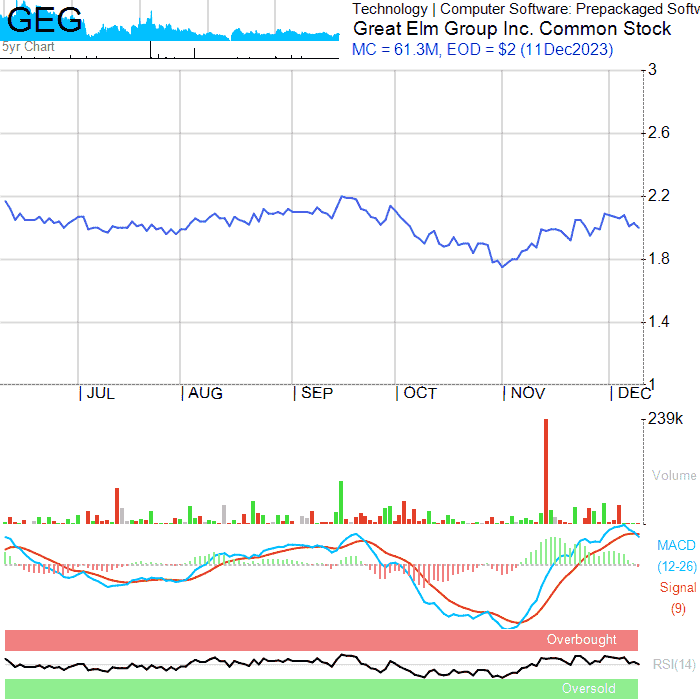 GEG
5yr Chart
Technology | Computer Software: Prepackaged Softw
Great Elm Group Inc. Common Stock
MC = 61.3M, EOD = $2 (11Dec2023)
3
2.6
2.2
1.8
1.4
1
| JUL
| AUG
| SEP
| OCT
| NOV
| DEC
239k
Volume
MACD
(12-26)
Signal
(9)
Overbought
RSI(14)
Oversold